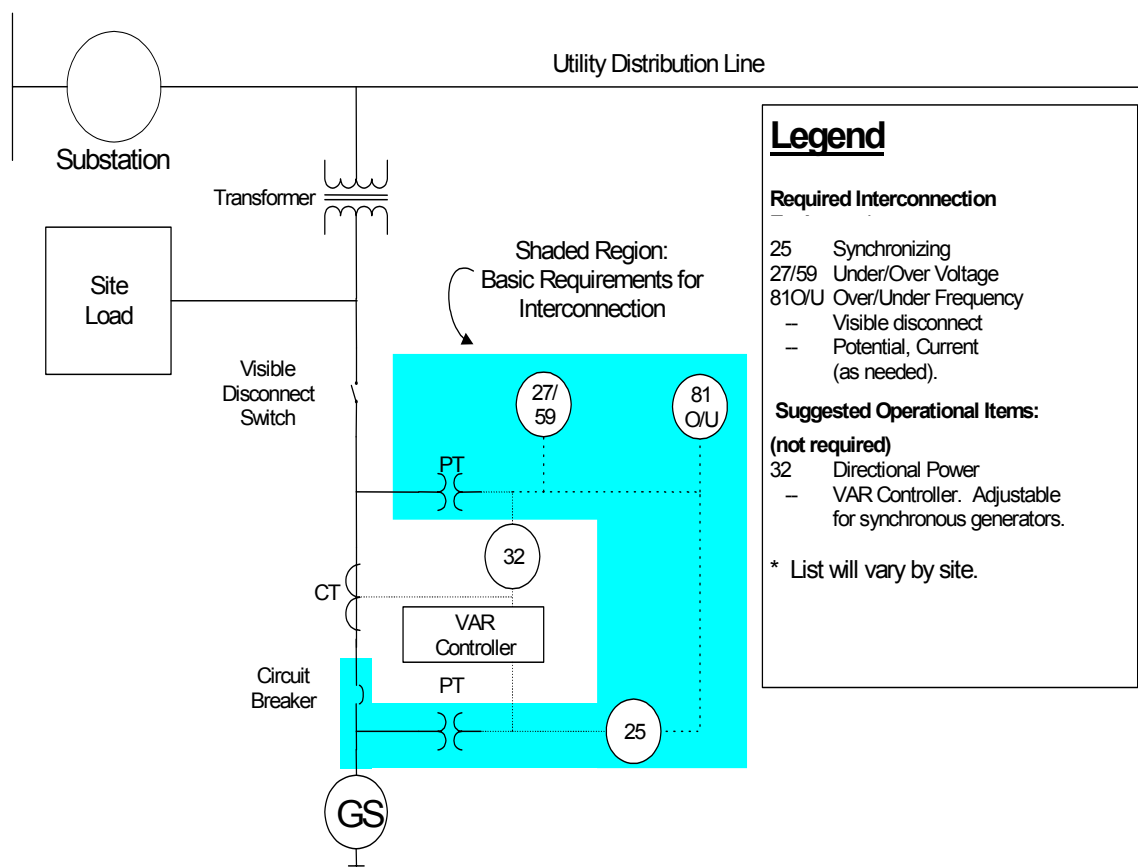 Utility Distribution Line
Substation
Transformer
Site
Load
Shaded Region:
Basic Requirements for
Interconnection
Visible
Disconnect
Switch
27/
59
81
O/U
PT
32
CT
VAR
Controller
Circuit
Breaker
PT
25
GS
Legend
Required Interconnection
25 Synchronizing
27/59 Under/Over Voltage
81O/U Over/Under Frequency
-- Visible disconnect
-- Potential, Current
(as needed).
Suggested Operational Items:
(not required)
32 Directional Power
-- VAR Controller. Adjustable
for synchronous generators.
* List will vary by site.